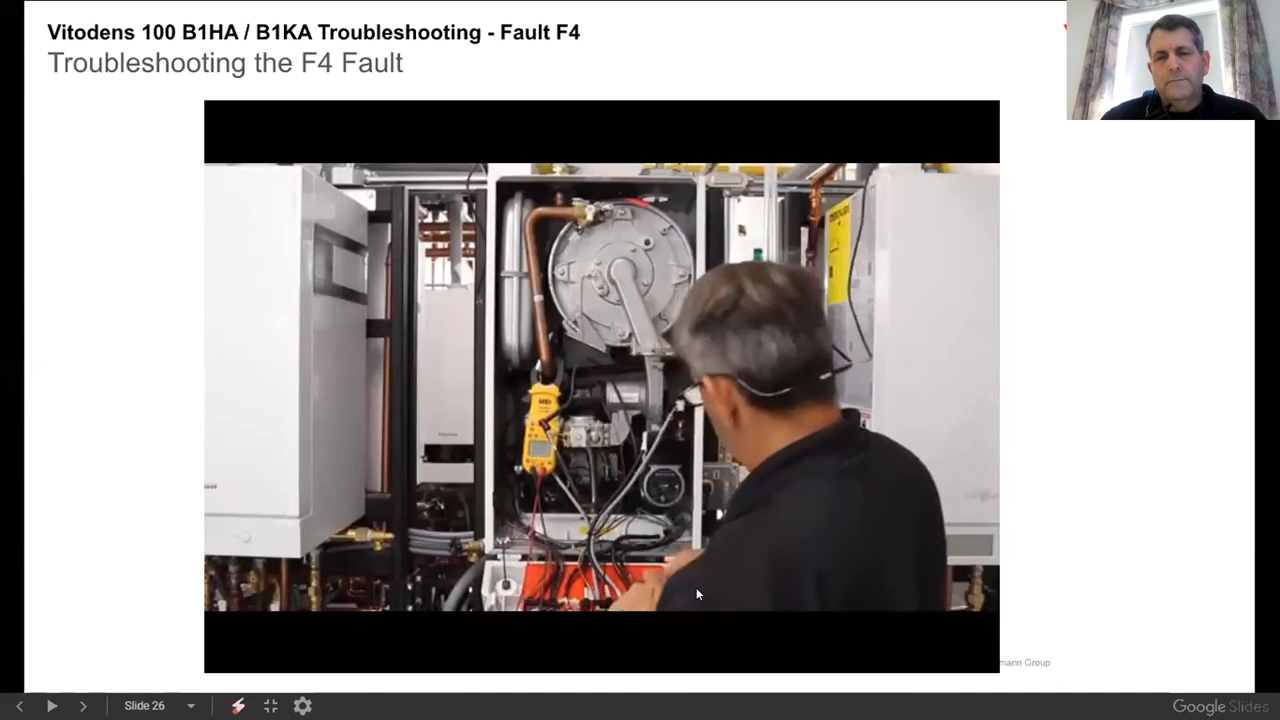 Vitodens 100 B1HA / B1KA Troubleshooting - Fault F4
Troubleshooting the F4 Fault
mann Group
Slide 26
Google Slides